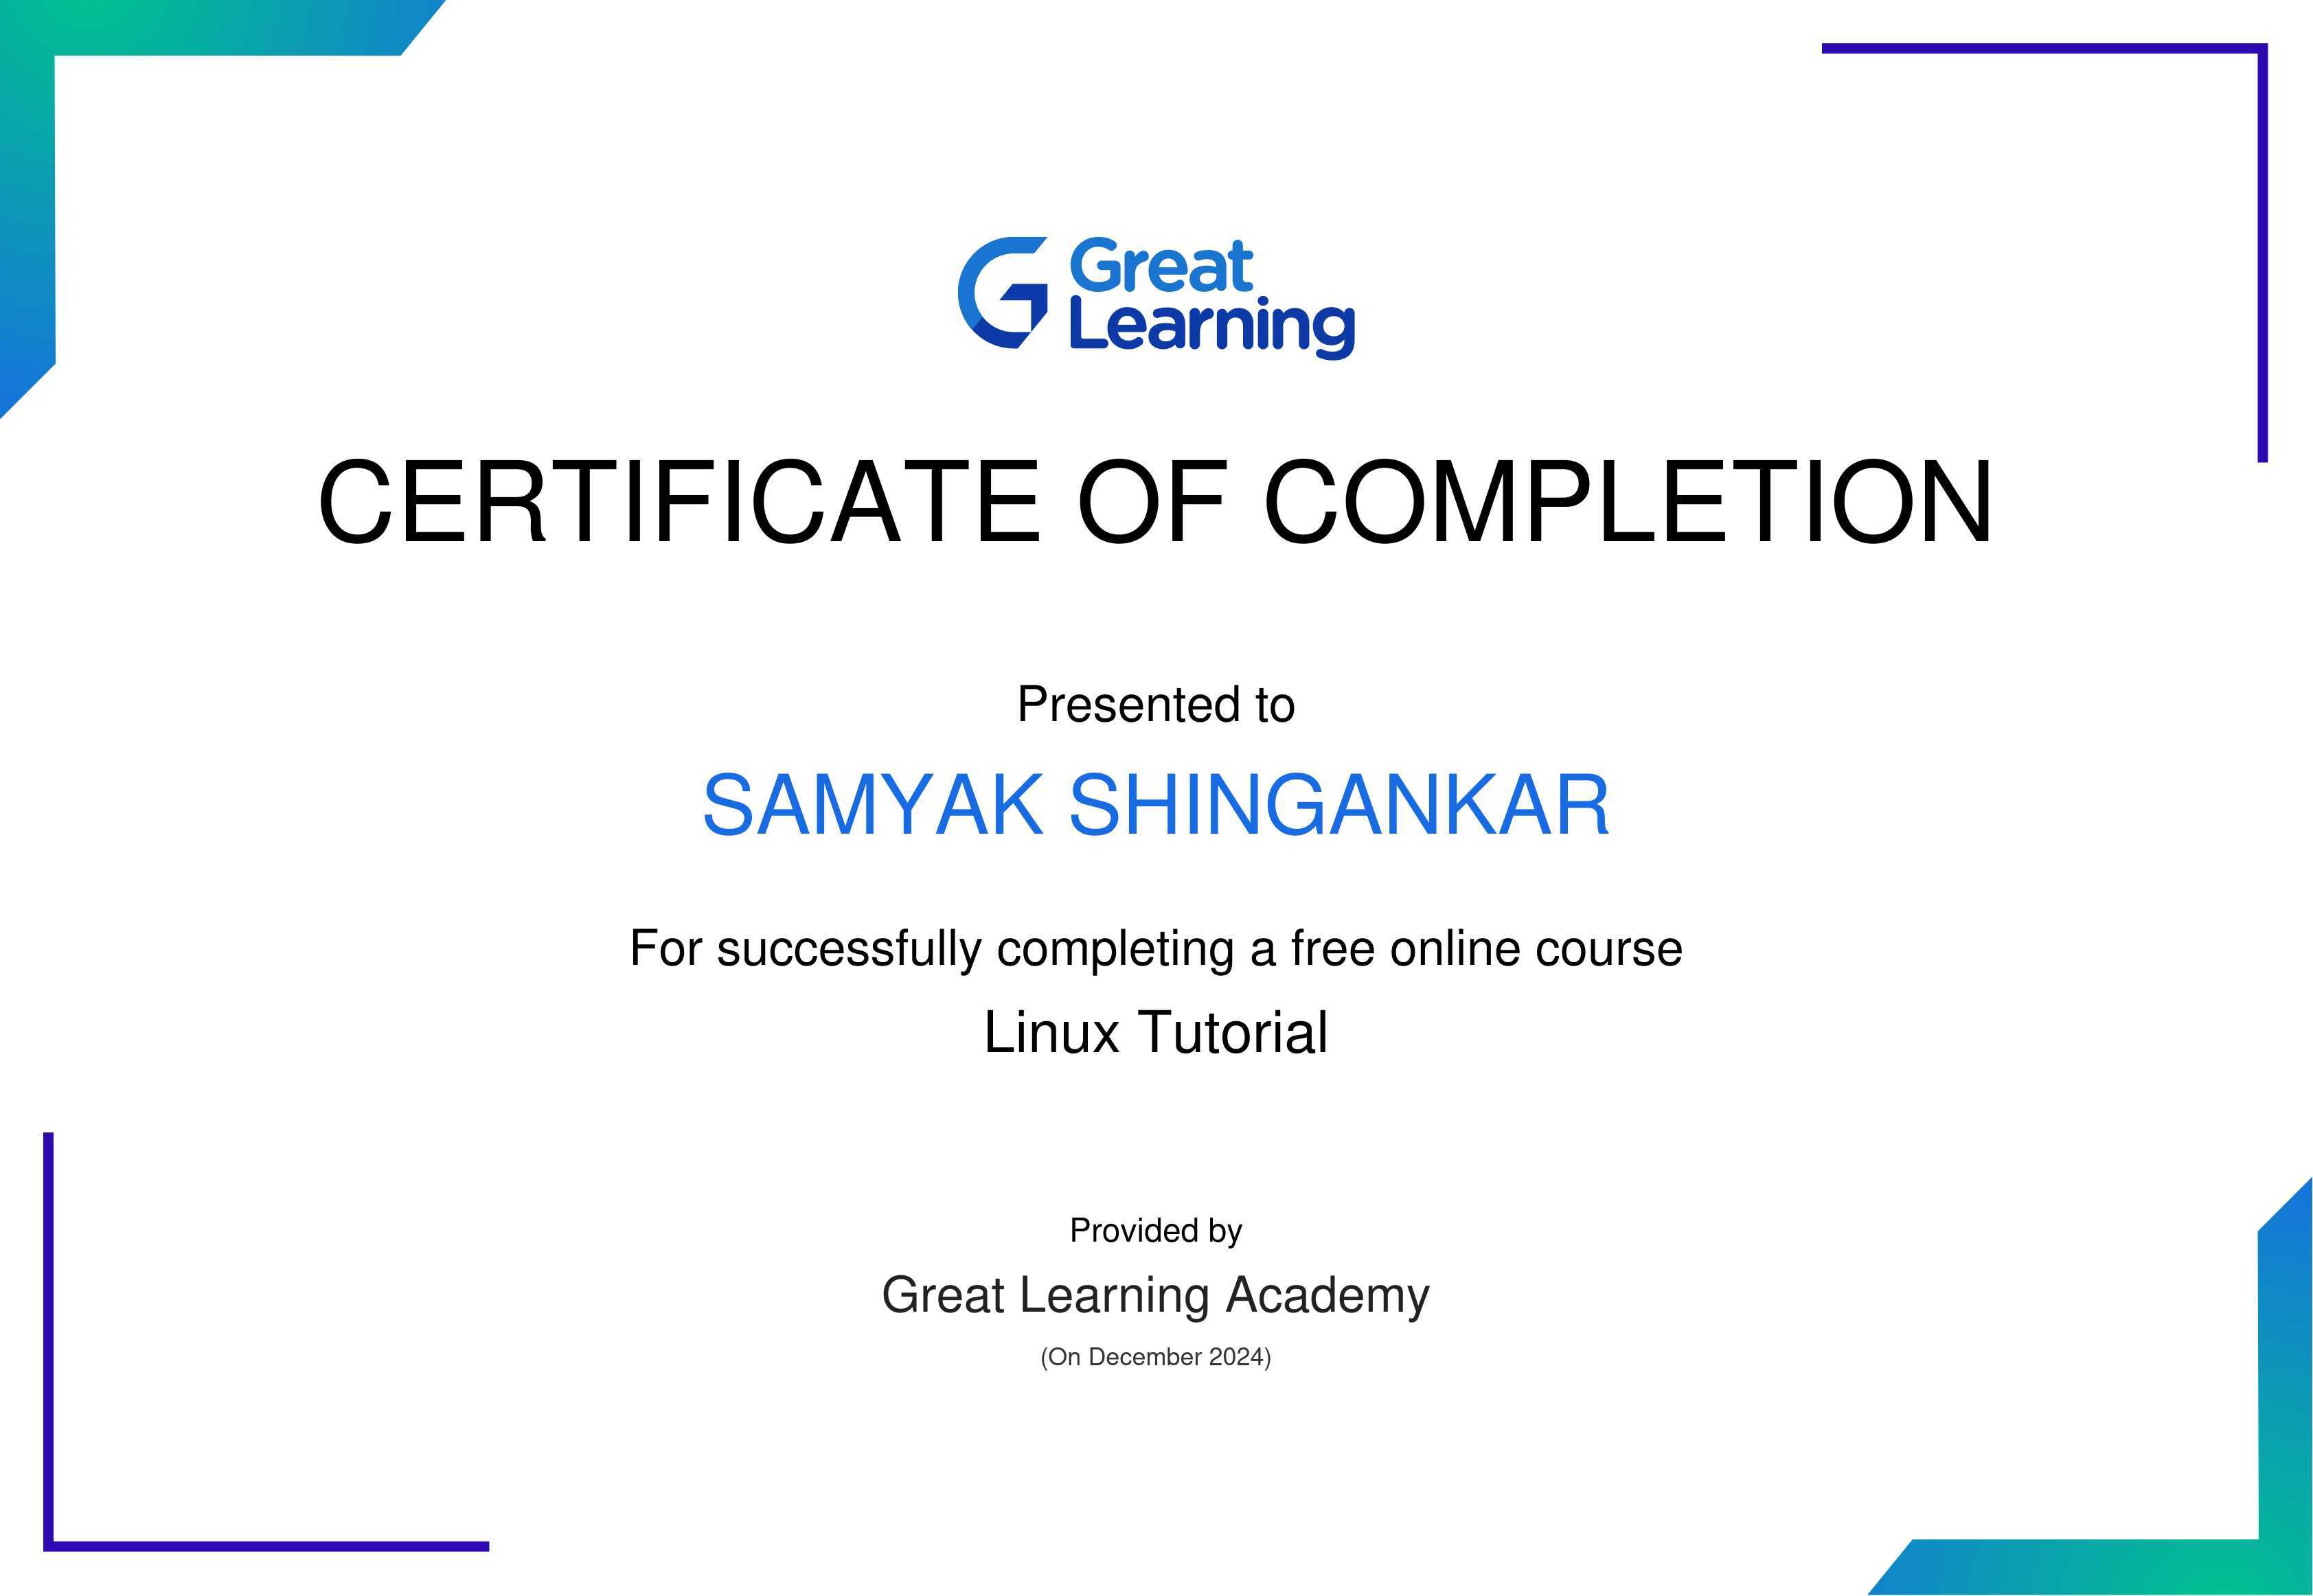 Great
Learning
CERTIFICATE OF COMPLETION
Presented to
SAMYAK SHINGANKAR
For successfully completing a free online course
Linux Tutorial
Provided by
Great Learning Academy
(On December 2024)